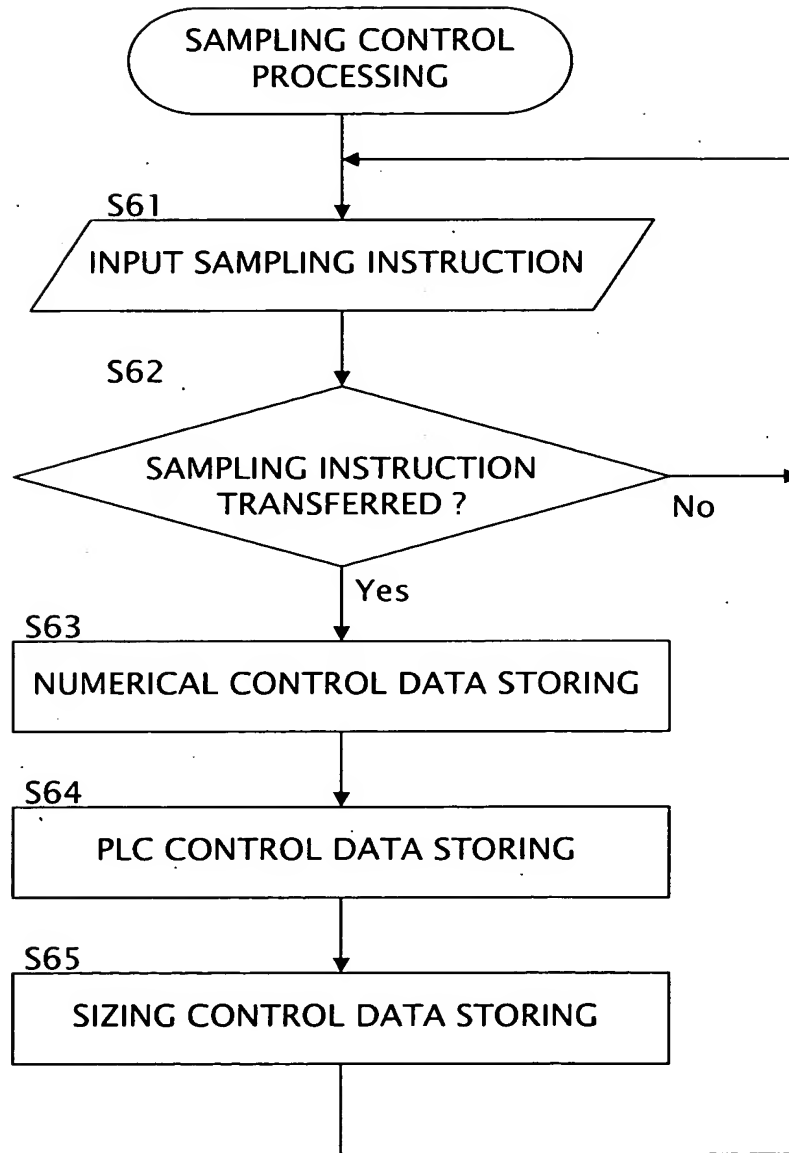 SAMPLING CONTROL
PROCESSING
S61
INPUT SAMPLING INSTRUCTION
S62
SAMPLING INSTRUCTION
TRANSFERRED ?
No
Yes
S63
NUMERICAL CONTROL DATA STORING
S64
PLC CONTROL DATA STORING
S65
SIZING CONTROL DATA STORING